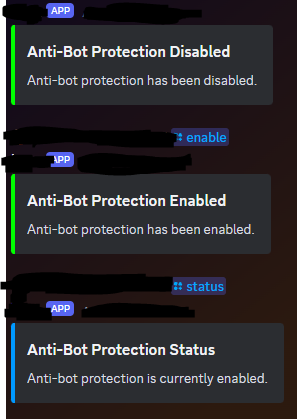 APP
Anti-Bot Protection Disabled
Anti-bot protection has been disabled.
enable
APP
Anti-Bot Protection Enabled
Anti-bot protection has been enabled.
status
APP
Anti-Bot Protection Status
Anti-bot protection is currently enabled.